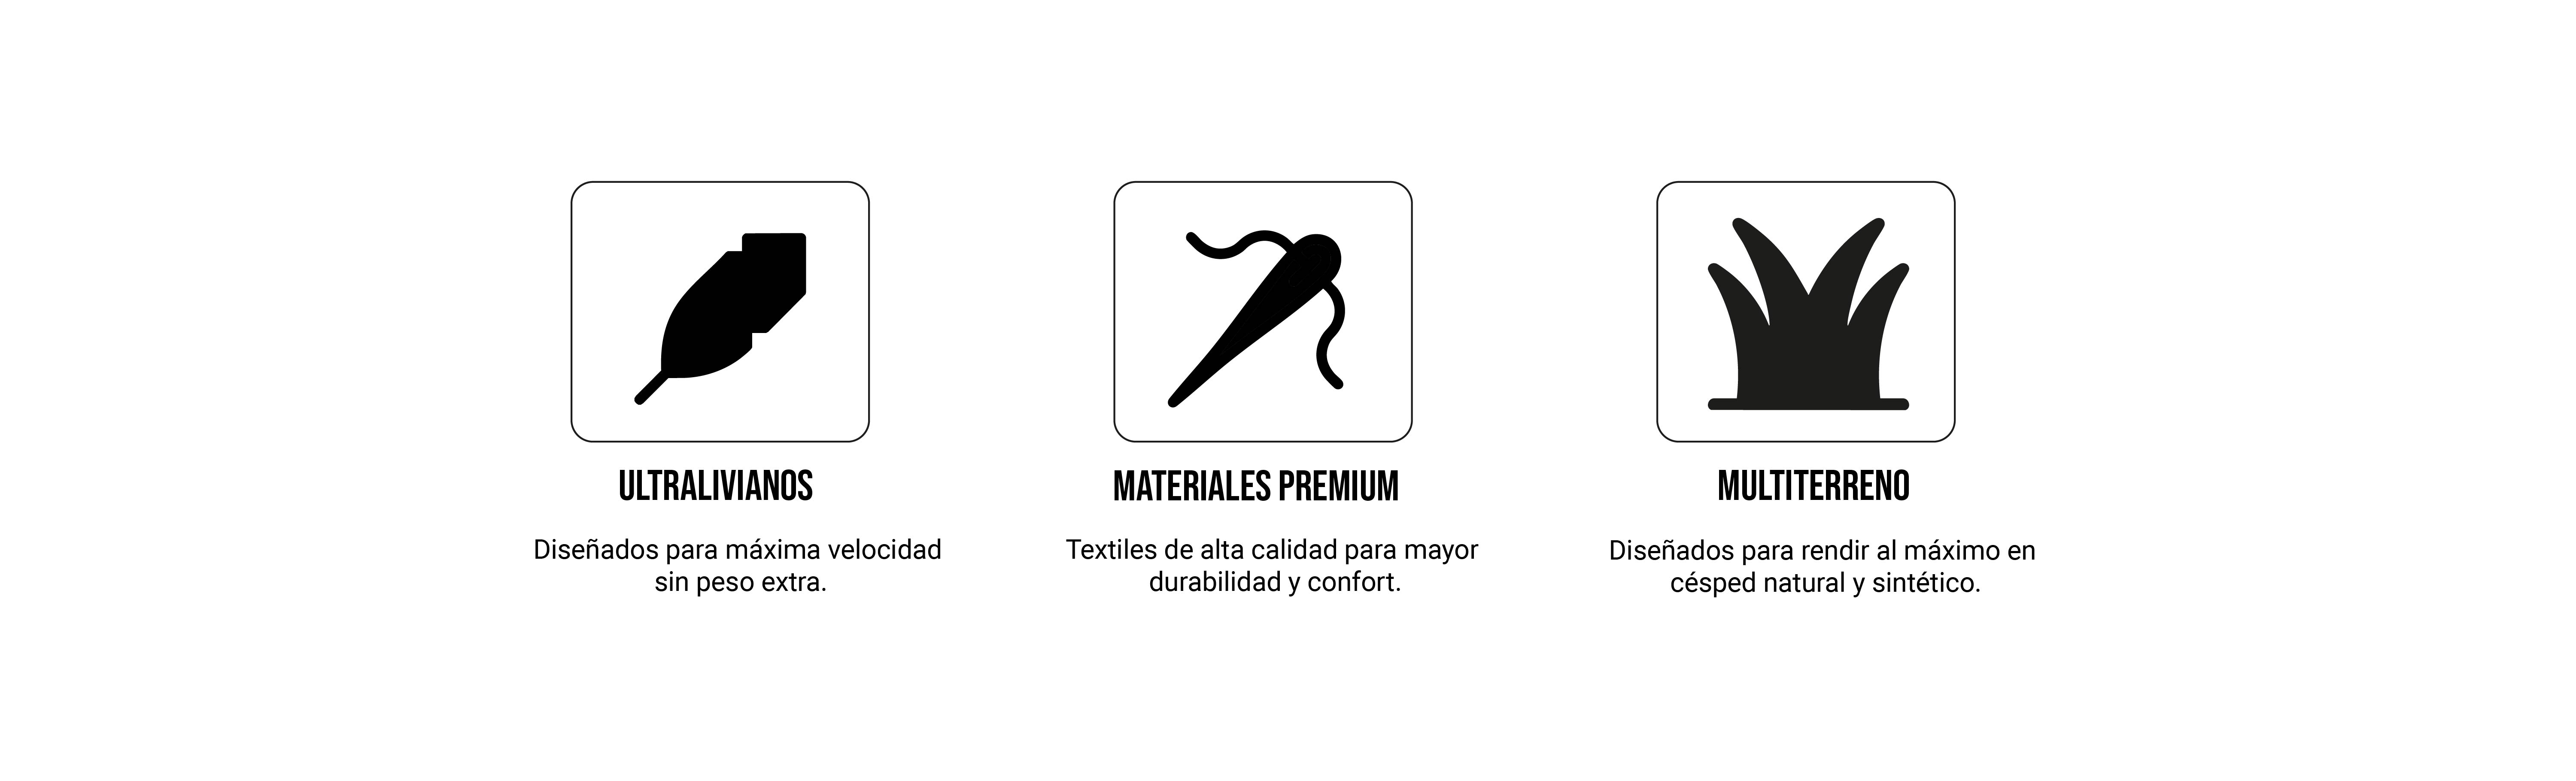 ULTRALIVIANOS
Diseñados para máxima velocidad
sin peso extra.
MATERIALES PREMIUM
Textiles de alta calidad para mayor
durabilidad y confort.
MULTITERRENO
Diseñados para rendir al máximo en
césped natural y sintético.